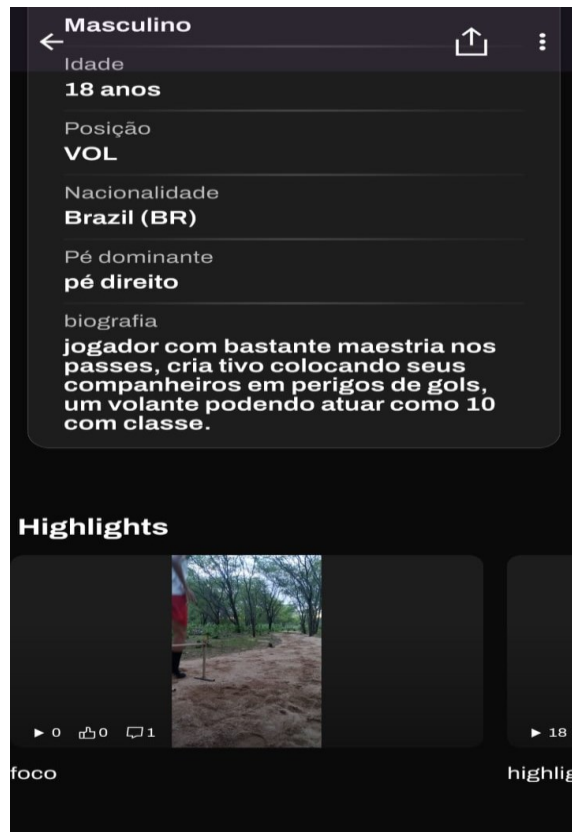 Masculino
Idade
18 anos
Posição
VOL
Nacionalidade
Brazil (BR)
Pé dominante
pé direito
biografia
jogador com bastante maestria nos
passes, cria tivo colocando seus
companheiros em perigos de gols,
um volante podendo atuar como 10
com classe.
Highlights
0 0 1
18
foco
highlig